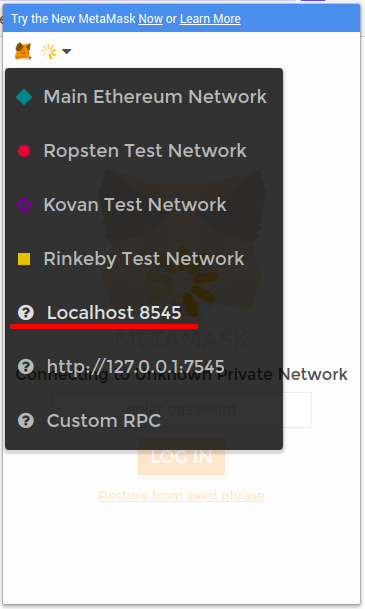 Try the New MetaMask Now or Learn More
Main Ethereum Network
Ropsten Test Network
Kovan Test Network
Rinkeby Test Network
Localhost 8545
METAMASK
http://127.0.0.1:7545
Connecting to Unknown Private Network
enter password
Custom RPC
LOG IN
Restore from seed phrase